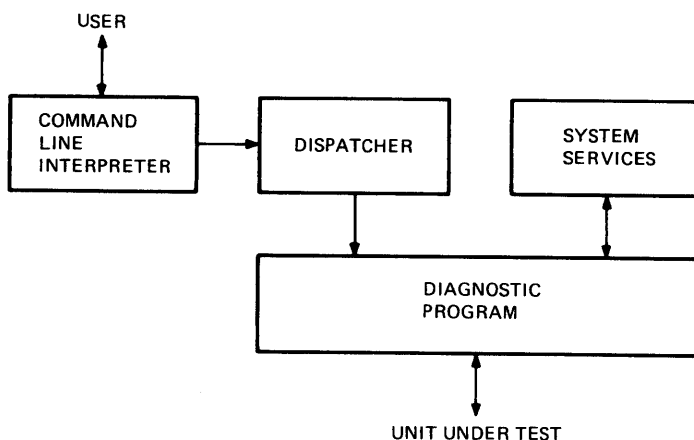 USER
COMMAND
LINE
INTERPRETER
DISPATCHER
SYSTEM
SERVICES
DIAGNOSTIC
PROGRAM
UNIT UNDER TEST